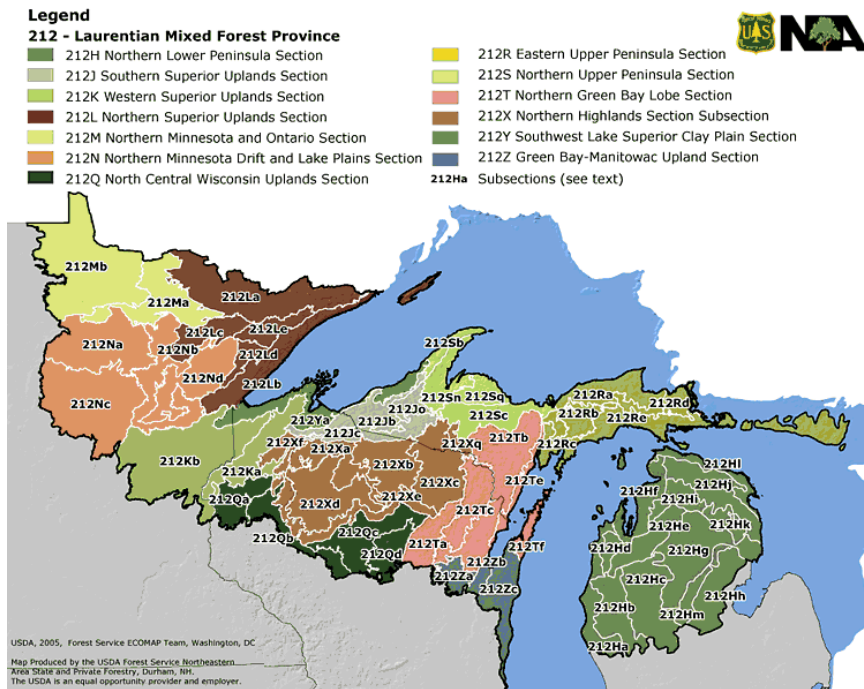 Legend
212 - Laurentian Mixed Forest Province
212H Northern Lower Peninsula Section
212J Southern Superior Uplands Section
212K Western Superior Uplands Section
212L Northern Superior Uplands Section
212M Northern Minnesota and Ontario Section
212N Northern Minnesota Drift and Lake Plains Section
212Q North Central Wisconsin Uplands Section
212R Eastern Upper Peninsula Section
212S Northern Upper Peninsula Section
212T Northern Green Bay Lobe Section
212X Northern Highlands Section Subsection
212Y Southwest Lake Superior Clay Plain Section
212Z Green Bay-Manitowac Upland Section
212Ha Subsections (see text)
U S
NA
212Mb
212Ma
212La
212Lc
212Le
212Na
212Nb
212Ld
212Nd
212Lb
212Nc
212Sb
212Sn
212Sq
212Jo
212Sc
212Ya
212Jb
212Jc
212Ra
212Rd
212Rb
212Re
212Rc
212Xf
212Xa
212Xq
212Tb
212Kb
212Ka
212Xb
212Xc
212Te
212Qa
212Xe
212Xd
212Tc
212Qb
212Qc
212Qd
212Ta
212Tf
212Zb
212Za
212Zc
212Hl
212Hj
212Hf
212Hi
212He
212Hk
212Hd
212Hg
212Hc
212Hh
212Hb
212Hm
212Ha
USDA, 2005, Forest Service ECOMAP Team, Washington, DC
Map Produced by the USDA Forest Service Northeastern
Area State and Private Forestry, Durham, NH.
The USDA is an equal opportunity provider and employer.